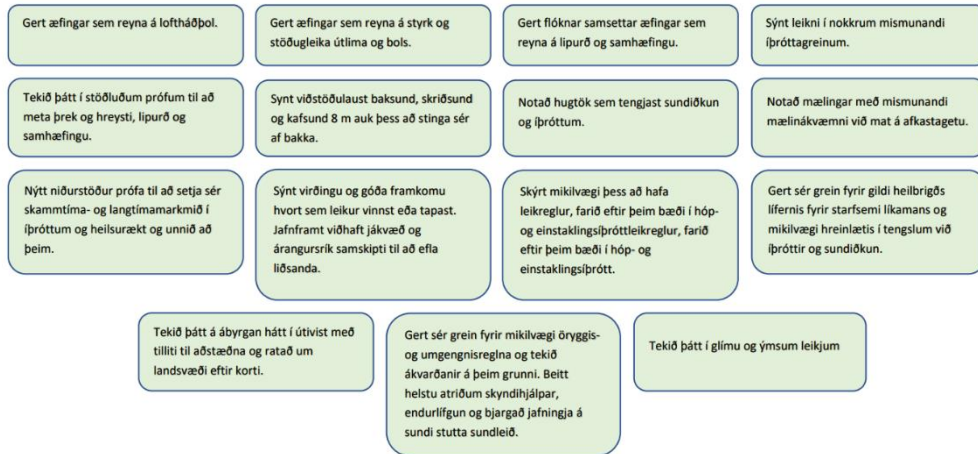 Gert æfingar sem reyna á loftháðþol.
Gert æfingar sem reyna á styrk og
stöðugleika útlima og bols.
Gert flóknar samsettar æfingar sem
reyna á lipurð og samhæfingu.
Sýnt leikni í nokkrum mismunandi
íþróttagreinum.
Tekið þátt í stöðluðum prófum til að
meta þrek og hreysti, lipurð og
samhæfingu.
Synt viðstöðulaust baksund, skriðsund
og kafsund 8 m auk þess að stinga sér
af bakka.
Notað hugtök sem tengjast sundiðkun
og íþróttum.
Notað mælingar með mismunandi
mælinákvæmni við mat á afkastagetu.
Nýtt niðurstöður prófa til að setja sér
skammtíma- og langtímamarkmið í
íþróttum og heilsurækt og unnið að
þeim.
Sýnt virðingu og góða framkomu
hvort sem leikur vinnst eða tapast.
Jafnframt viðhaft jákvæð og
árangursrík samskipti til að efla
liðsanda.
Skýrt mikilvægi þess að hafa
leikreglur, farið eftir þeim bæði í hóp-
og einstaklingsíþróttleikreglur, farið
eftir þeim bæði í hóp- og
einstaklingsíþrótt.
Gert sér grein fyrir gildi heilbrigðs
lífernis fyrir starfsemi líkamans og
mikilvægi hreinlætis í tengslum við
íþróttir og sundiðkun.
Tekið þátt á ábyrgan hátt í útivist með
tilliti til aðstæðna og ratað um
landsvæði eftir korti.
Gert sér grein fyrir mikilvægi öryggis-
og umgengnisreglna og tekið
ákvarðanir á þeim grunni. Beitt
helstu atriðum skyndihjálpar,
endurlífgun og bjargað jafningja á
sundi stutta sundleið.
Tekið þátt í glímu og ýmsum leikjum